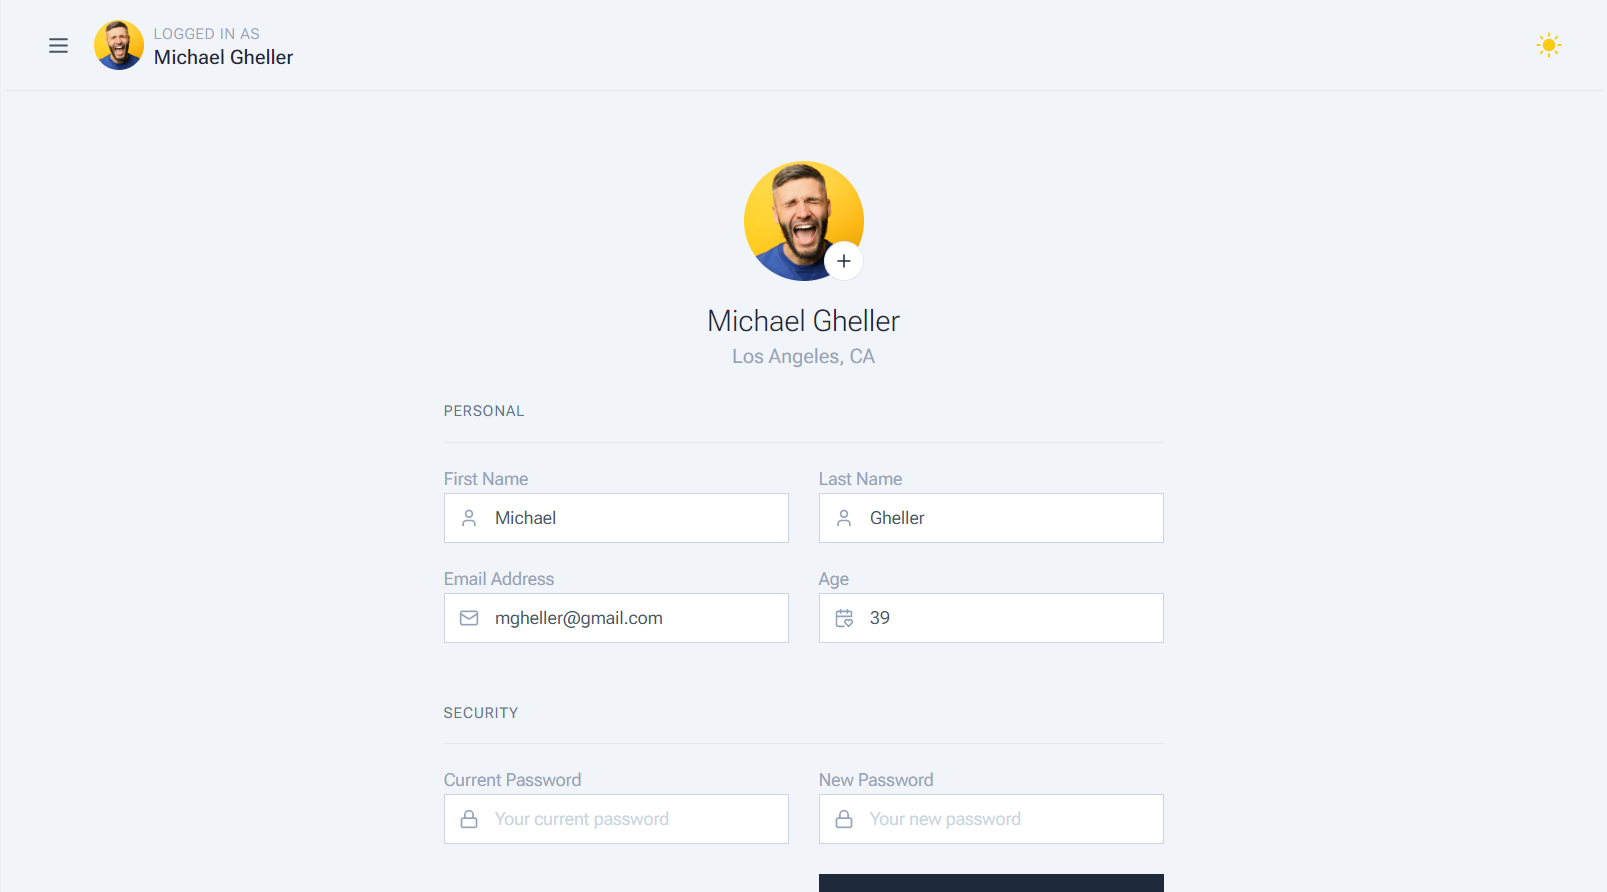 LOGGED IN AS
Michael Gheller
Michael Gheller
Los Angeles, CA
PERSONAL
First Name
Last Name
Michael
Gheller
Email Address
Age
mgheller@gmail.com
39
SECURITY
Current Password
New Password
Your current password
Your new password